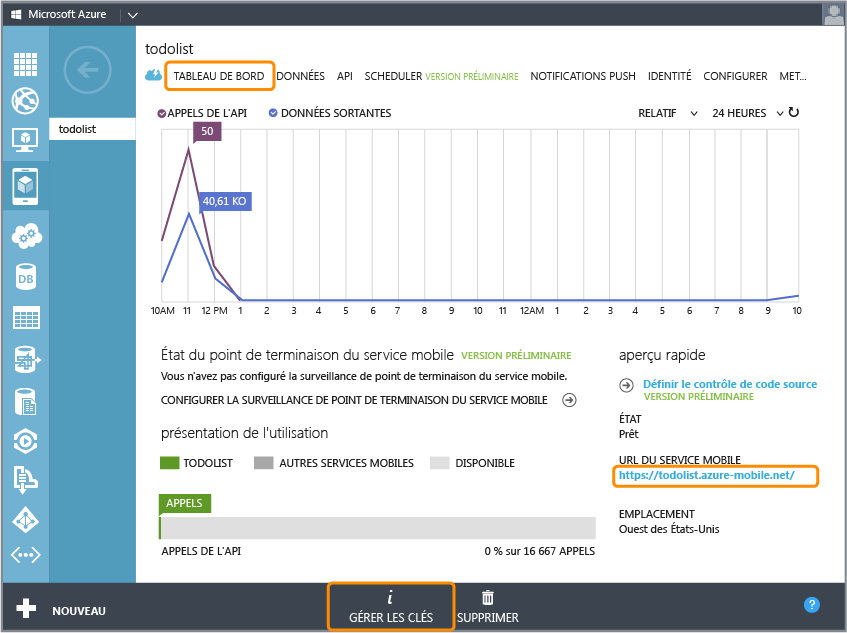 Microsoft Azure
todolist
todolist
TABLEAU DE BORD DONNÉES API SCHEDULER VERSION PRÉLIMINAIRE NOTIFICATIONS PUSH IDENTITÉ CONFIGURER MET...
APPELS DE L'API DONNÉES SORTANTES RELATIF 24 HEURES
50
40,61 KO
10AM 11 12 PM 1 2 3 4 5 6 7 8 9 10 11 12AM 1 2 3 4 5 6 7 8 9 10
État du point de terminaison du service mobile VERSION PRÉLIMINAIRE
Vous n'avez pas configuré la surveillance de point de terminaison du service mobile.
CONFIGURER LA SURVEILLANCE DE POINT DE TERMINAISON DU SERVICE MOBILE
présentation de l'utilisation
TODOLIST AUTRES SERVICES MOBILES DISPONIBLE
APPELS
APPELS DE L'API 0 % sur 16 667 APPELS
aperçu rapide
Définir le contrôle de code source
VERSION PRÉLIMINAIRE
ÉTAT
Prêt
URL DU SERVICE MOBILE
https://todolist.azure-mobile.net/
EMPLACEMENT
Ouest des États-Unis
NOUVEAU
GÉRER LES CLÉS
SUPPRIMER
?
DB